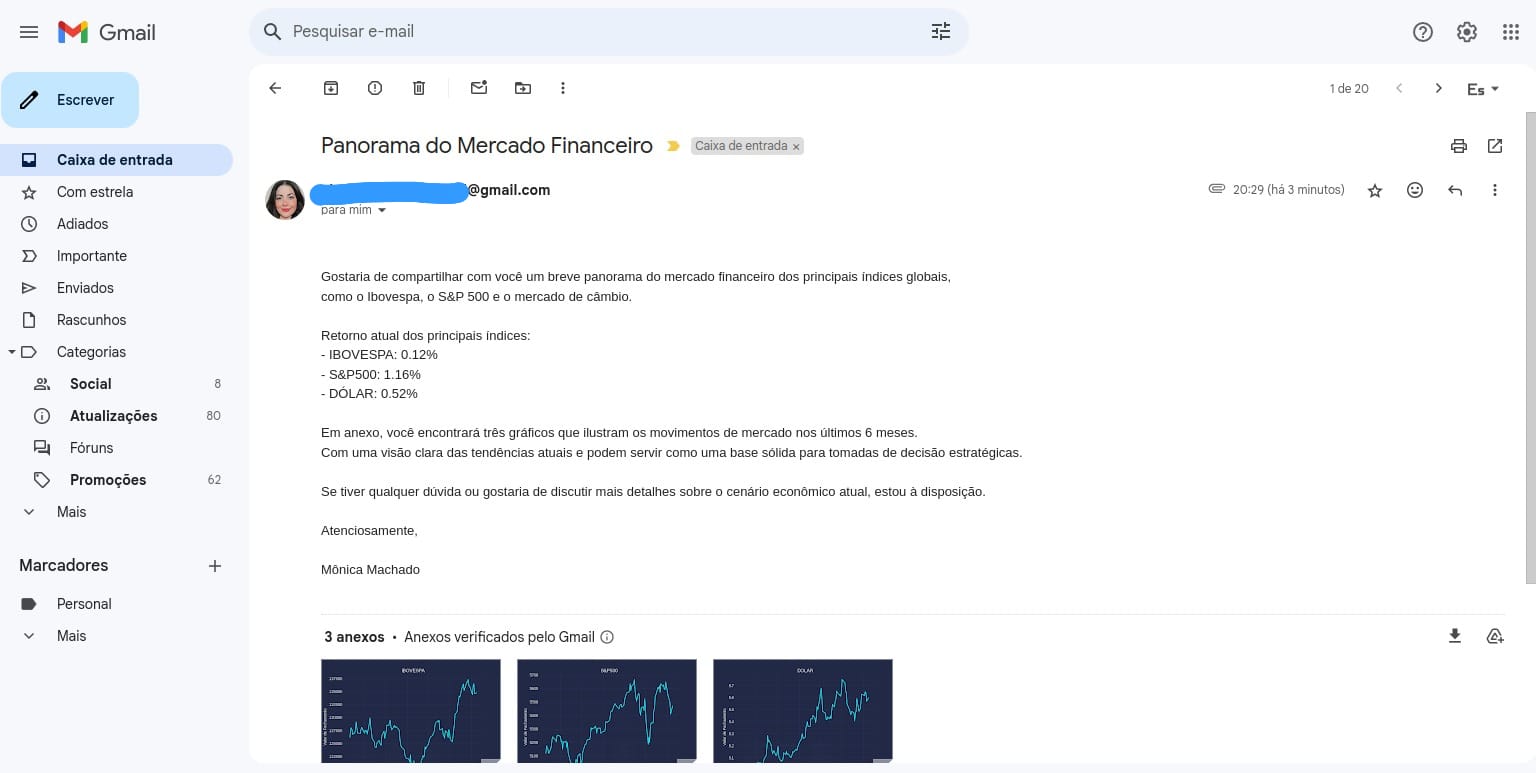 Gmail
Pesquisar e-mail
Escrever
1 de 20
Es
Caixa de entrada
Com estrela
Adiados
Importante
Enviados
Rascunhos
Categorias
Social 8
Atualizações 80
Fóruns
Promoções 62
Mais
Marcadores
Personal
Mais
Panorama do Mercado Financeiro
Caixa de entrada ×
@gmail.com
20:29 (há 3 minutos)
para mim
Gostaria de compartilhar com você um breve panorama do mercado financeiro dos principais índices globais,
como o Ibovespa, o S&P 500 e o mercado de câmbio.
Retorno atual dos principais índices:
- IBOVESPA: 0.12%
- S&P500: 1.16%
- DÓLAR: 0.52%
Em anexo, você encontrará três gráficos que ilustram os movimentos de mercado nos últimos 6 meses.
Com uma visão clara das tendências atuais e podem servir como uma base sólida para tomadas de decisão estratégicas.
Se tiver qualquer dúvida ou gostaria de discutir mais detalhes sobre o cenário econômico atual, estou à disposição.
Atenciosamente,
Mônica Machado
3 anexos • Anexos verificados pelo Gmail
IBOVESPA
S&P500
DOLAR